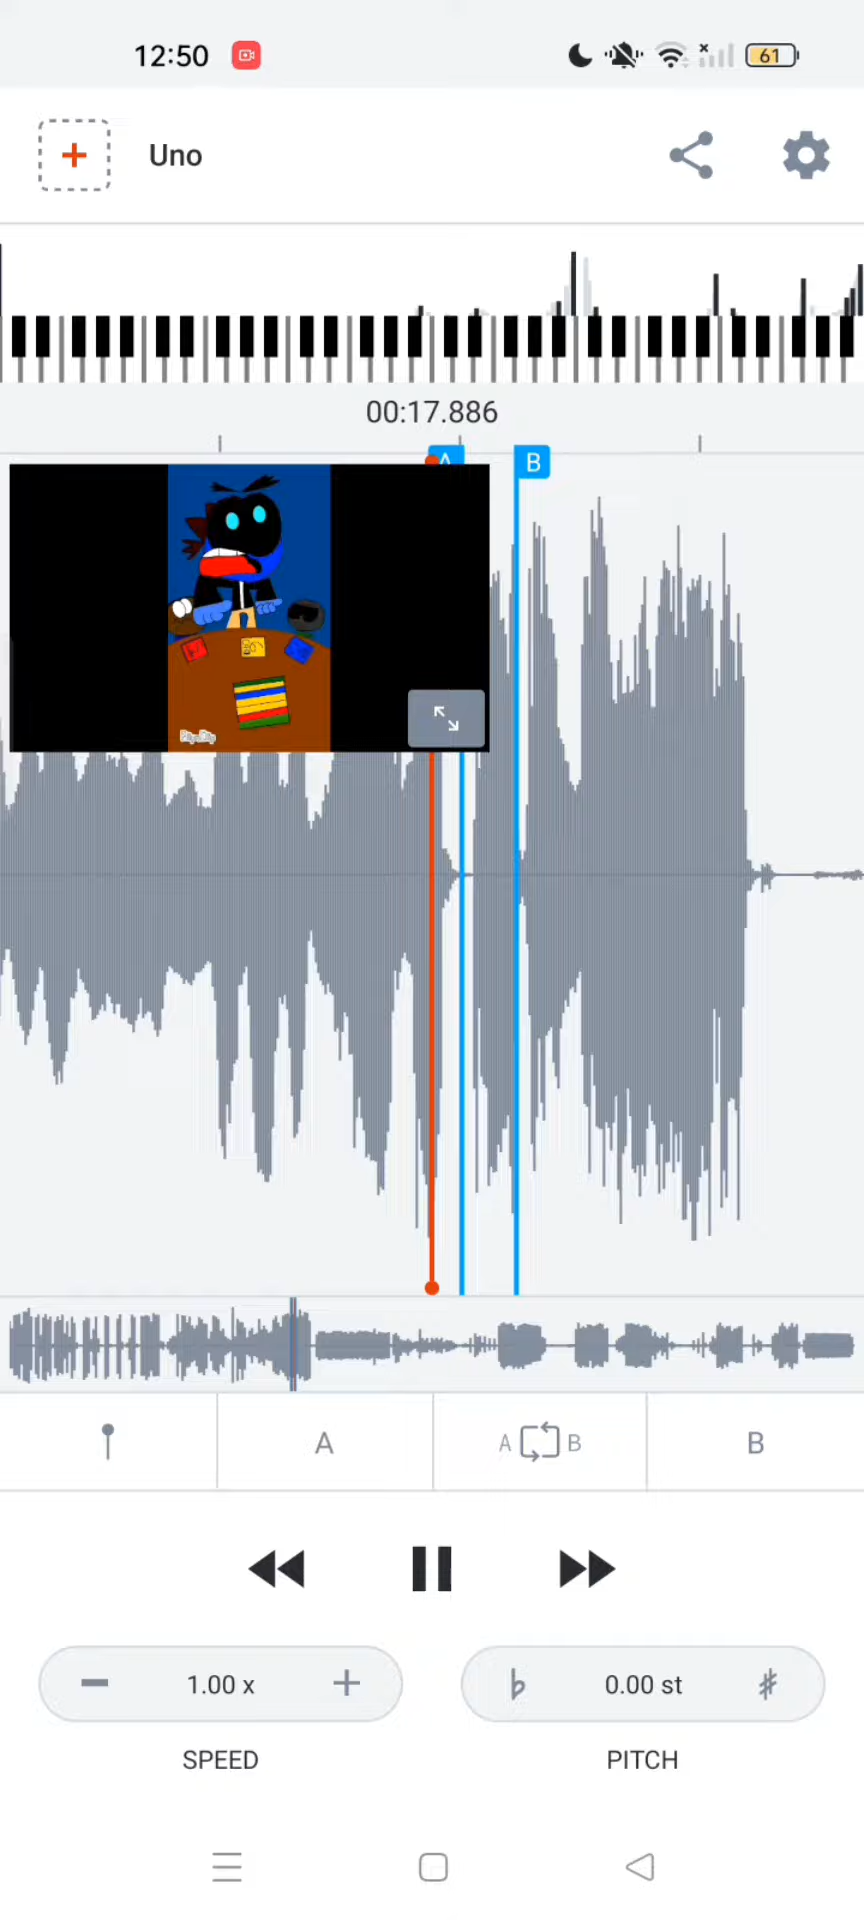 12:50
61
Uno
00:17.886
A
B
A
A B
B
1.00 x
0.00 st
SPEED
PITCH